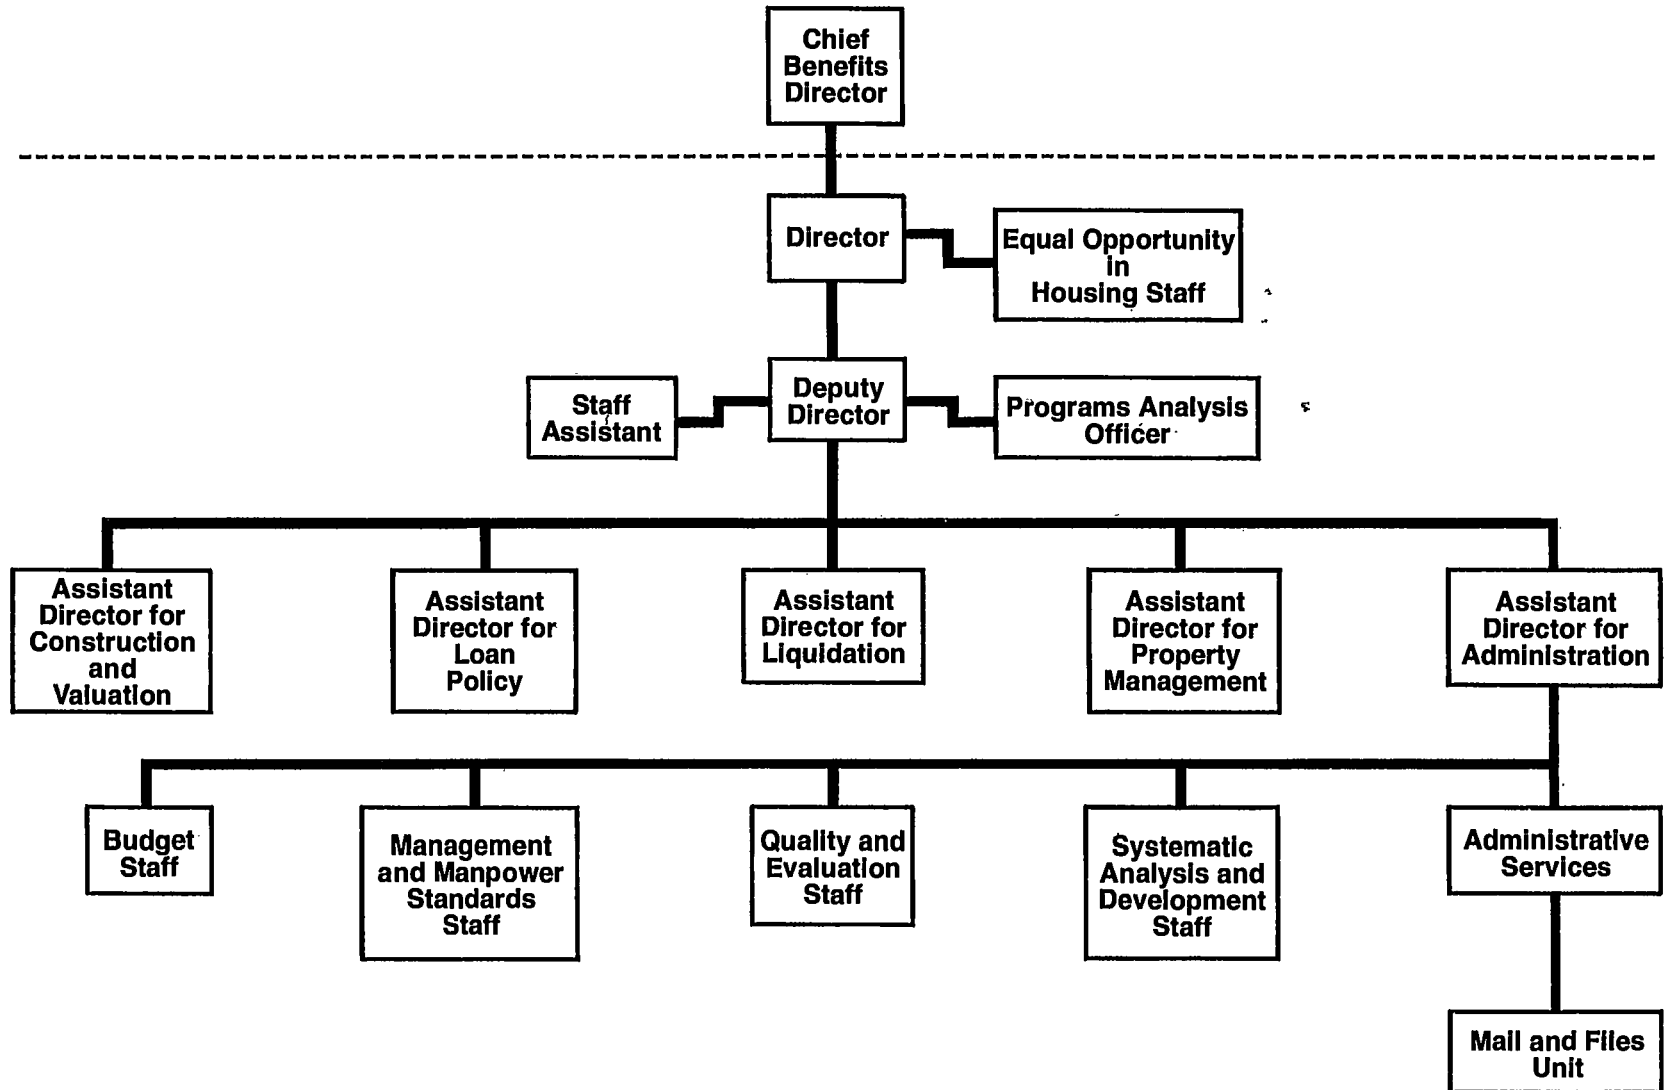 Chief
Benefits
Director
Director
Equal Opportunity
in
Housing Staff
Staff
Assistant
Deputy
Director
Programs Analysis
Officer
Assistant
Director for
Construction
and
Valuation
Assistant
Director for
Loan
Policy
Assistant
Director for
Liquidation
Assistant
Director for
Property
Management
Assistant
Director for
Administration
Budget
Staff
Management
and Manpower
Standards
Staff
Quality and
Evaluation
Staff
Systematic
Analysis and
Development
Staff
Administrative
Services
Mail and Files
Unit